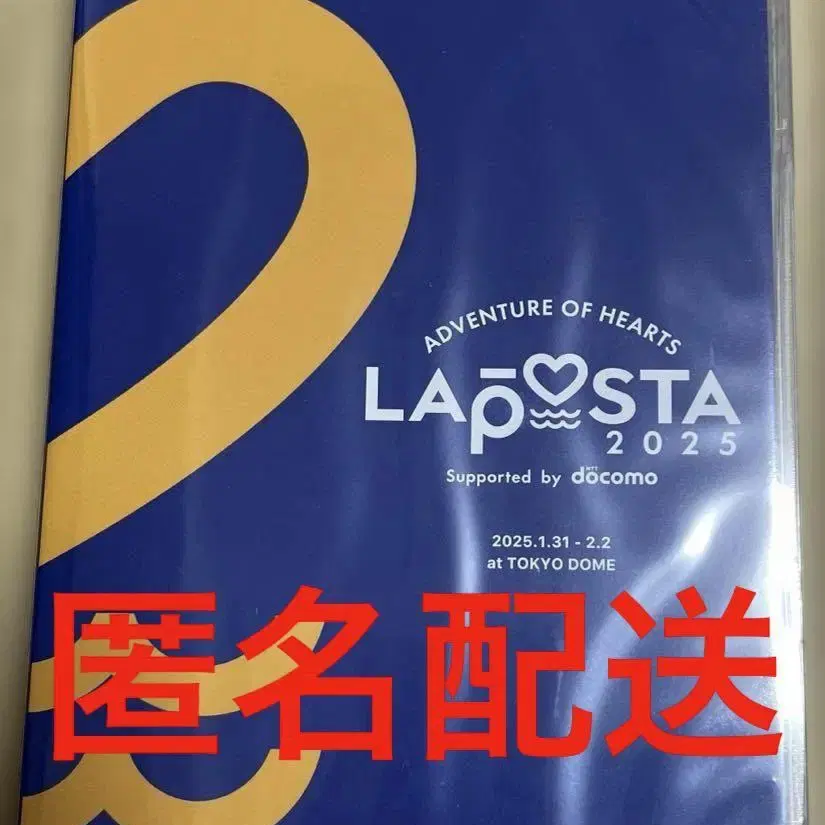 ADVENTURE OF HEARTS
LAPOSTA
2025
Supported by NTT docomo
2025.1.31 - 2.2
at TOKYO DOME
匿名配送